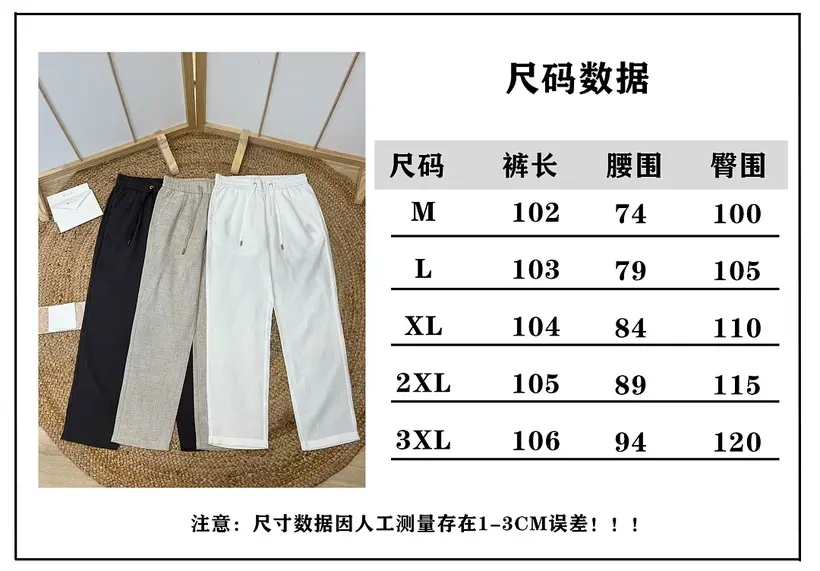 尺码数据
尺码 裤长 腰围 臀围
M 102 74 100
L 103 79 105
XL 104 84 110
2XL 105 89 115
3XL 106 94 120
注意：尺寸数据因人工测量存在1-3CM误差！！！